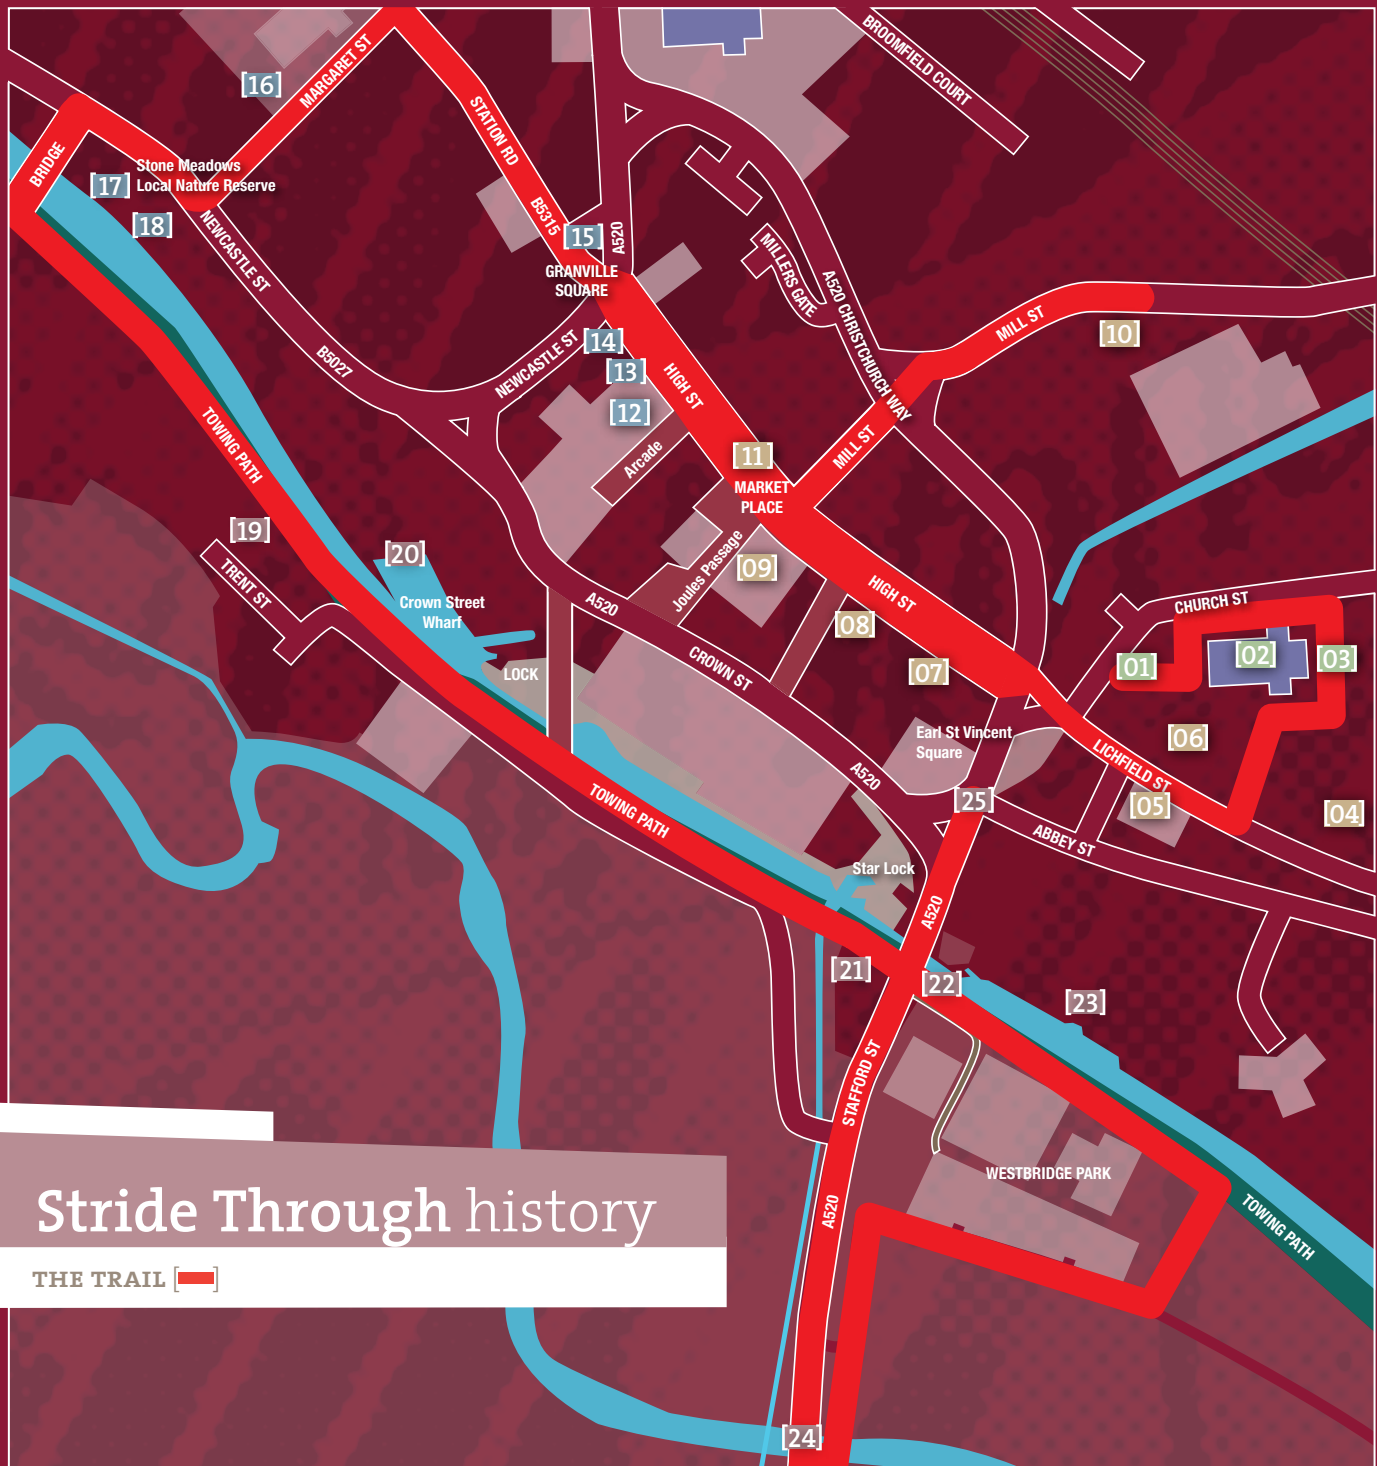 BROOMFIELD COURT
[16]
MARGARET ST
STATION RD
BRIDGE
Stone Meadows
Local Nature Reserve
[17]
[18]
B5315
[15]
A520
NEWCASTLE ST
GRANVILLE
SQUARE
MILLERS GATE
A520 CHRISTCHURCH WAY
MILL ST
[10]
[14]
NEWCASTLE ST
B5027
[13]
HIGH ST
[12]
TOWING PATH
Arcade
[11]
MILL ST
MARKET
PLACE
[19]
[20]
TRENT ST
Joules Passage
[09]
HIGH ST
Crown Street
Wharf
A520
[08]
CHURCH ST
[01]
[02]
[03]
LOCK
CROWN ST
[07]
Earl St Vincent
Square
[06]
LICHFIELD ST
A520
[25]
[05]
[04]
TOWING PATH
ABBEY ST
Star Lock
A520
[21]
[22]
[23]
STAFFORD ST
WESTBRIDGE PARK
A520
TOWING PATH
Stride Through history
THE TRAIL [ ]
[24]